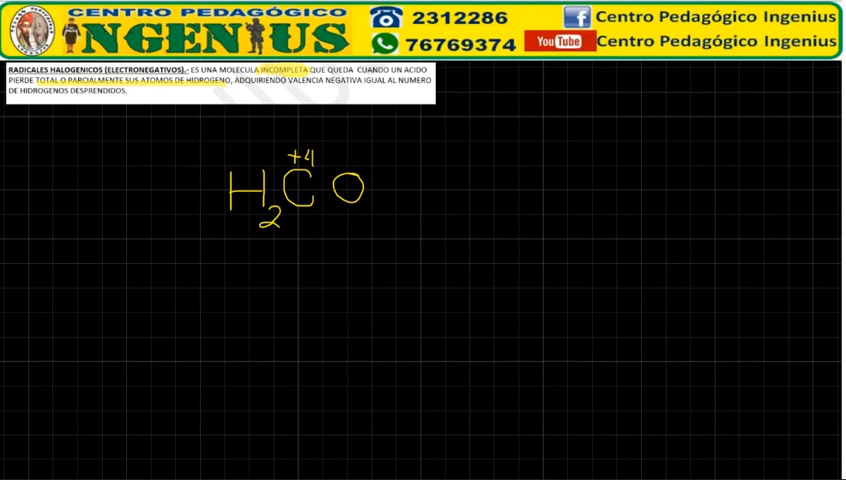 CENTRO PEDAGÓGICO
INGENIUS
2312286
76769374
f Centro Pedagógico Ingenius
YouTube Centro Pedagógico Ingenius
RADICALES HALOGENICOS (ELECTRONEGATIVOS).- ES UNA MOLECULA INCOMPLETA QUE QUEDA CUANDO UN ACIDO
PIERDE TOTAL O PARCIALMENTE SUS ATOMOS DE HIDROGENO, ADQUIRIENDO VALENCIA NEGATIVA IGUAL AL NUMERO
DE HIDROGENOS DESPRENDIDOS.
+4
H2CO